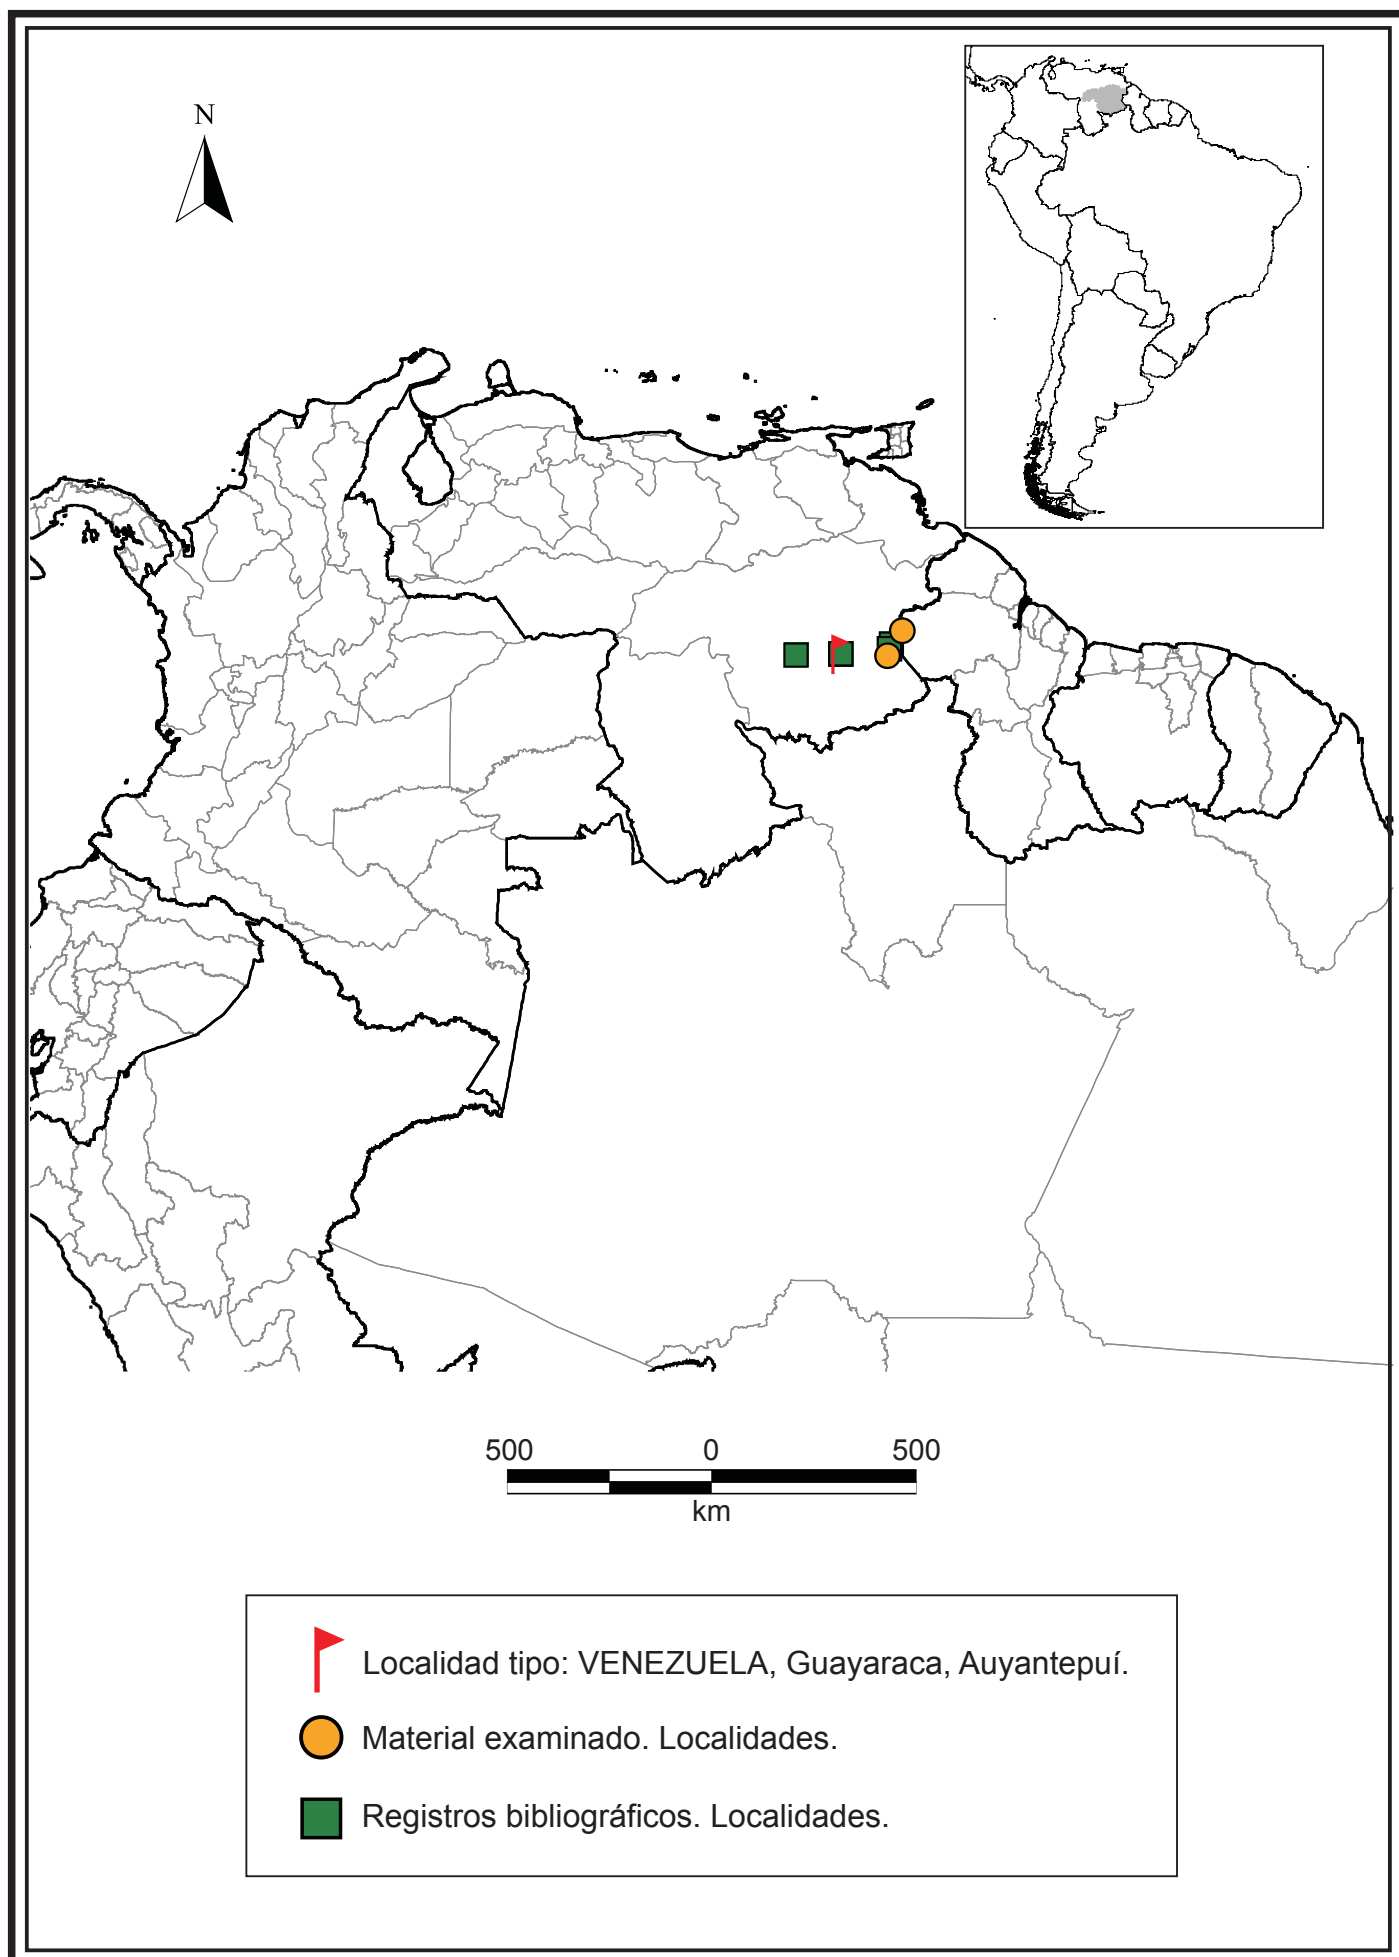 N
500 0 500
km
Localidad tipo: VENEZUELA, Guayaraca, Auyantepuí.
Material examinado. Localidades.
Registros bibliográficos. Localidades.